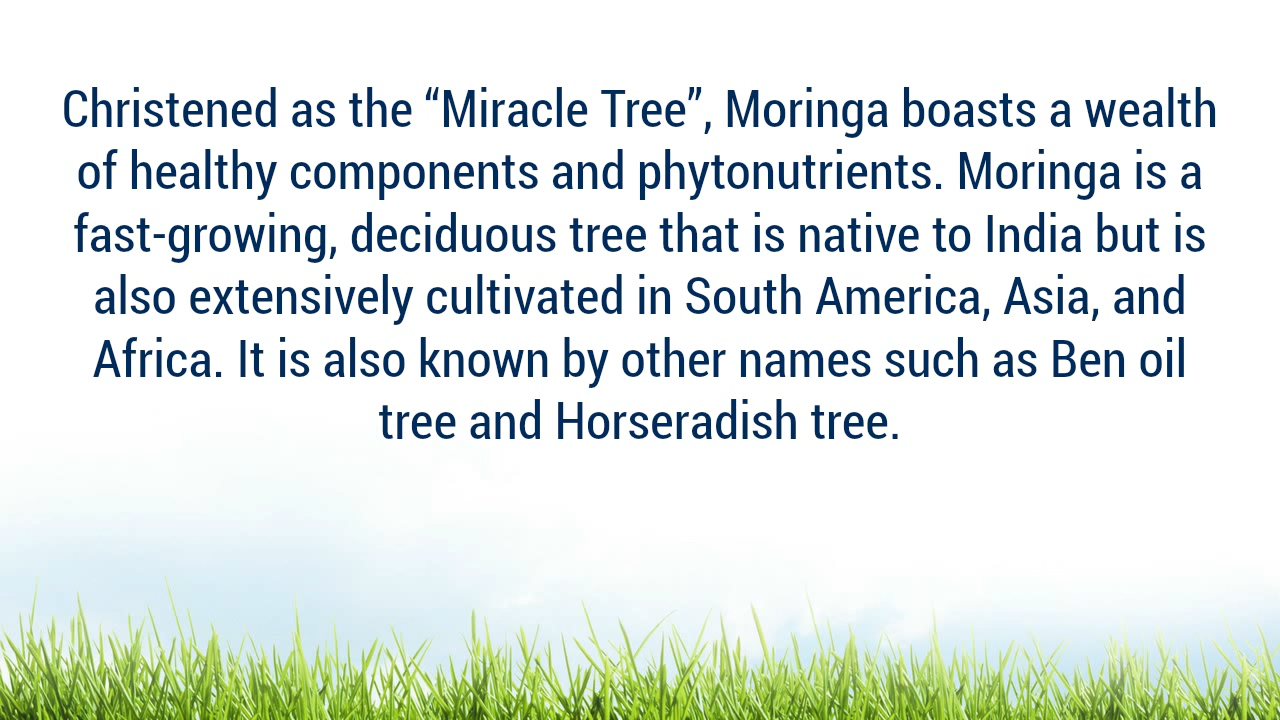 Christened as the “Miracle Tree”, Moringa boasts a wealth
of healthy components and phytonutrients. Moringa is a
fast-growing, deciduous tree that is native to India but is
also extensively cultivated in South America, Asia, and
Africa. It is also known by other names such as Ben oil
tree and Horseradish tree.